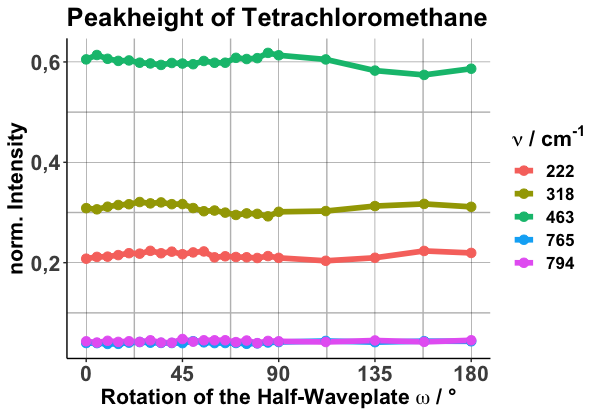 Peakheight of Tetrachloromethane
0,6
0,4
0,2
norm. Intensity
0 45 90 135 180
Rotation of the Half-Waveplate ω / °
ν / cm⁻¹
222
318
463
765
794